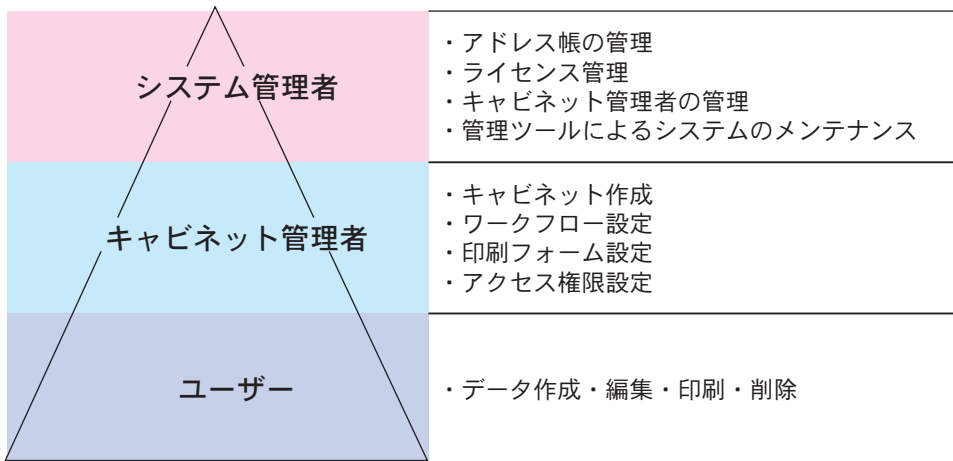 システム管理者
・アドレス帳の管理
・ライセンス管理
・キャビネット管理者の管理
・管理ツールによるシステムのメンテナンス
キャビネット管理者
・キャビネット作成
・ワークフロー設定
・印刷フォーム設定
・アクセス権限設定
ユーザー
・データ作成・編集・印刷・削除